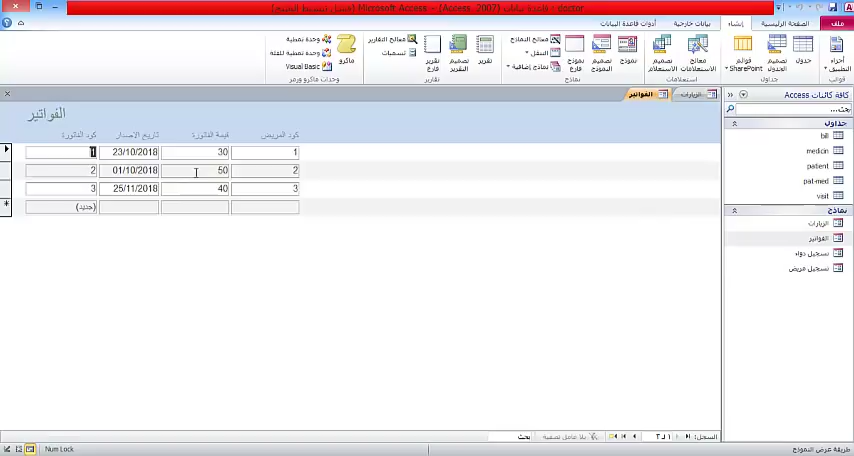 doctor : قاعدة بيانات (Access 2007) - Microsoft Access (فشل تنشيط المنتج)
ملف
الصفحة الرئيسية
إنشاء
بيانات خارجية
أدوات قاعدة البيانات
أجزاء التطبيق
جدول
تصميم الجدول
قوائم SharePoint
معالج الاستعلامات
تصميم الاستعلام
نموذج
تصميم النموذج
نموذج فارغ
معالج النماذج
التنقل
نماذج إضافية
تقرير
تصميم التقرير
تقرير فارغ
معالج التقارير
تسميات
ماكرو
وحدة نمطية
وحدة نمطية للفئة
Visual Basic
قوالب
جداول
استعلامات
نماذج
تقارير
وحدات ماكرو ورمز
كافة كائنات Access
بحث...
جداول
bill
medicin
patient
pat-med
visit
نماذج
الزيارات
الفواتير
تسجيل دواء
تسجيل مريض
الزيارات
الفواتير
الفواتير
كود المريض قيمة الفاتورة تاريخ الاصدار كود الفاتورة
1 30 23/10/2018 1
2 50 01/10/2018 2
3 40 25/11/2018 3
(جديد)
السجل: ١ لـ ٣ بلا عامل تصفية بحث
طريقة عرض النموذج
Num Lock